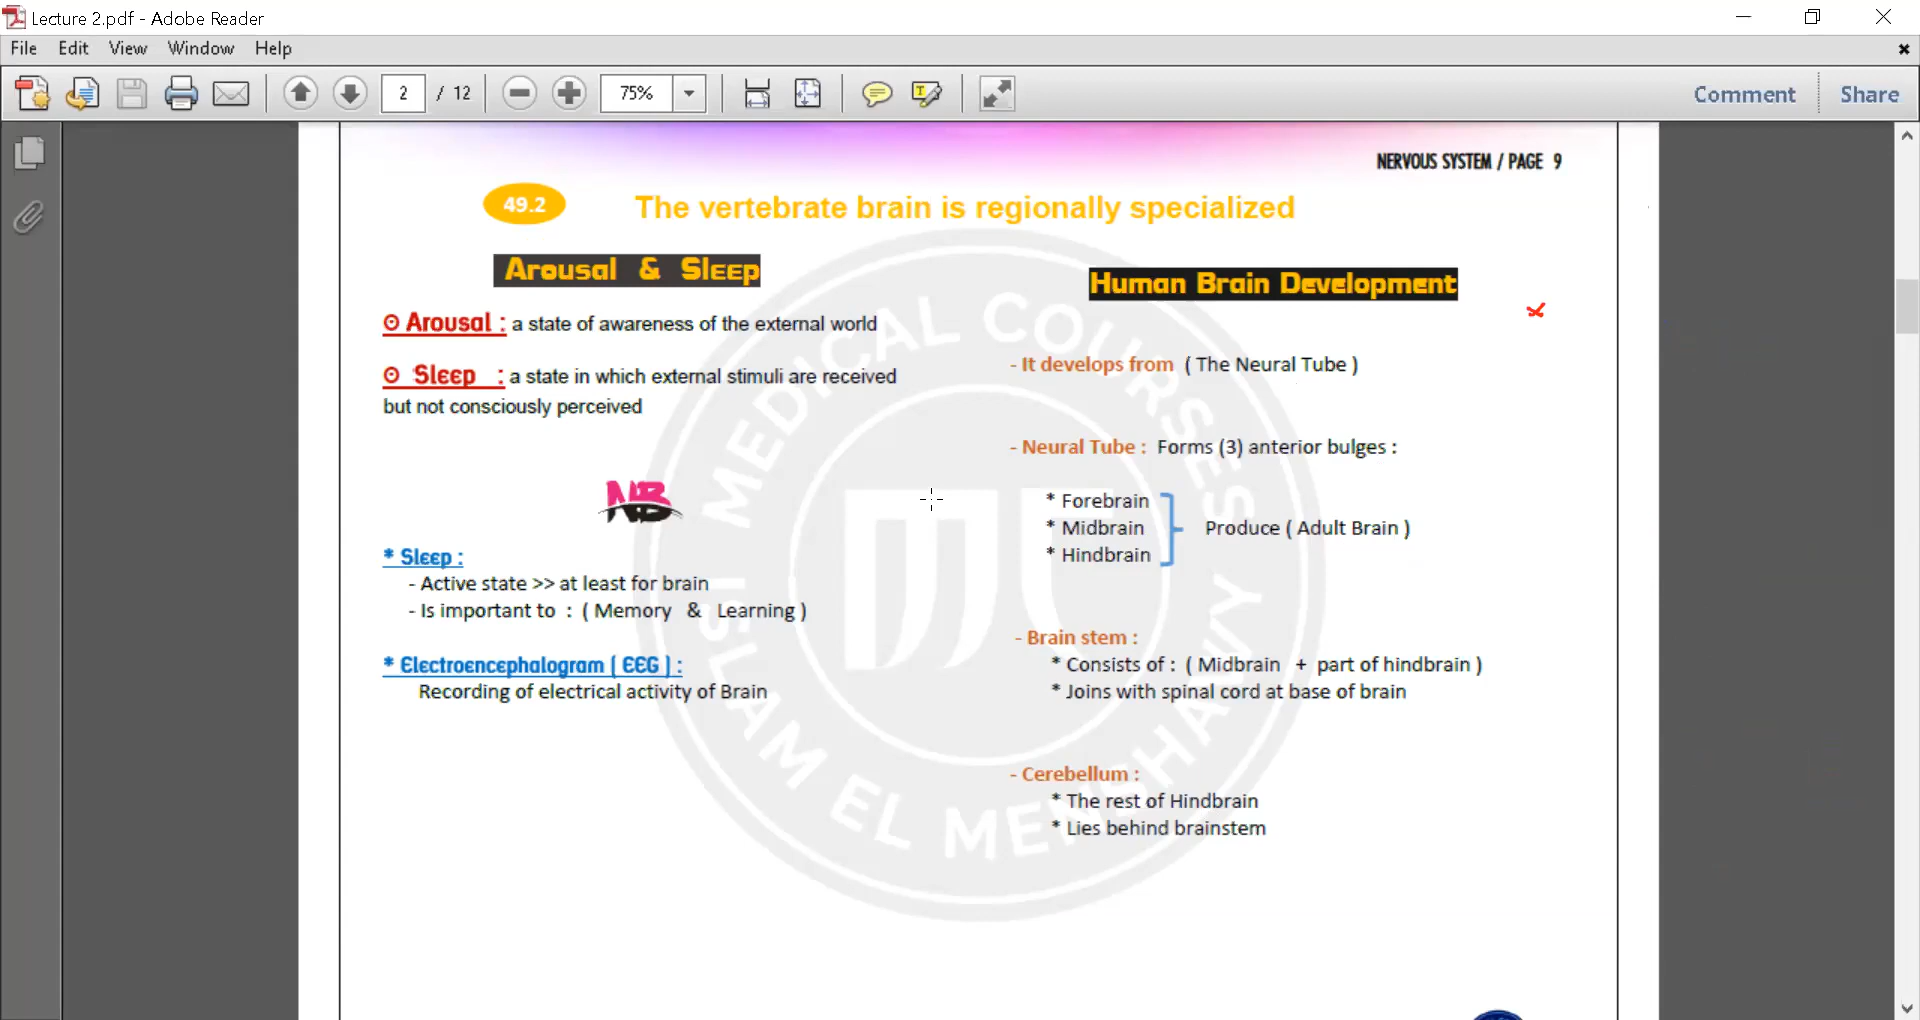 Lecture 2.pdf - Adobe Reader
File Edit View Window Help
2 / 12 75% Comment Share
NERVOUS SYSTEM / PAGE 9
49.2 The vertebrate brain is regionally specialized
Arousal & Sleep
⊙ Arousal : a state of awareness of the external world
⊙ Sleep : a state in which external stimuli are received
but not consciously perceived
NB
* Sleep :
- Active state >> at least for brain
- Is important to : ( Memory & Learning )
* Electroencephalogram ( EEG ) :
Recording of electrical activity of Brain
Human Brain Development
- It develops from ( The Neural Tube )
- Neural Tube : Forms (3) anterior bulges :
* Forebrain
* Midbrain Produce ( Adult Brain )
* Hindbrain
- Brain stem :
* Consists of : ( Midbrain + part of hindbrain )
* Joins with spinal cord at base of brain
- Cerebellum :
* The rest of Hindbrain
* Lies behind brainstem
MEDICAL COURSES
ISLAM EL MENSHAWY